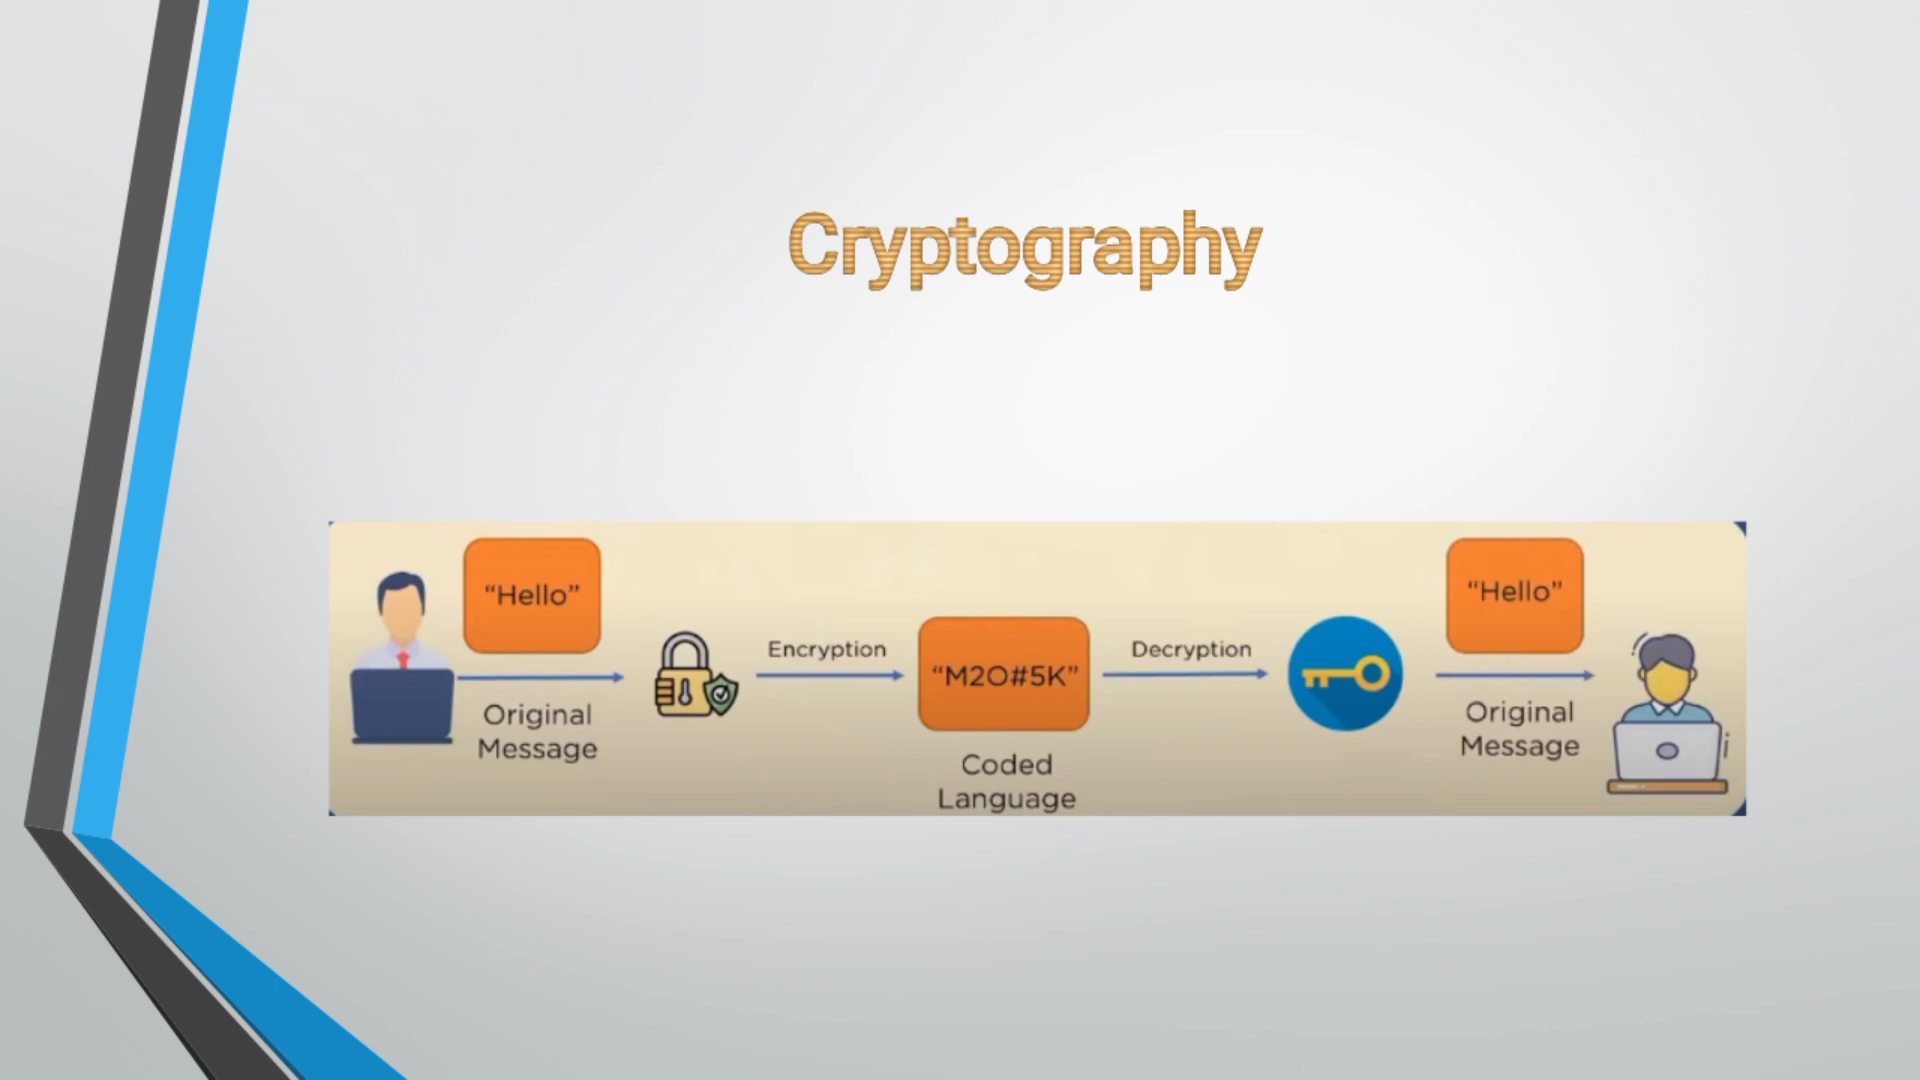 Cryptography
“Hello”
Original
Message
Encryption
“M2O#5K”
Coded
Language
Decryption
“Hello”
Original
Message